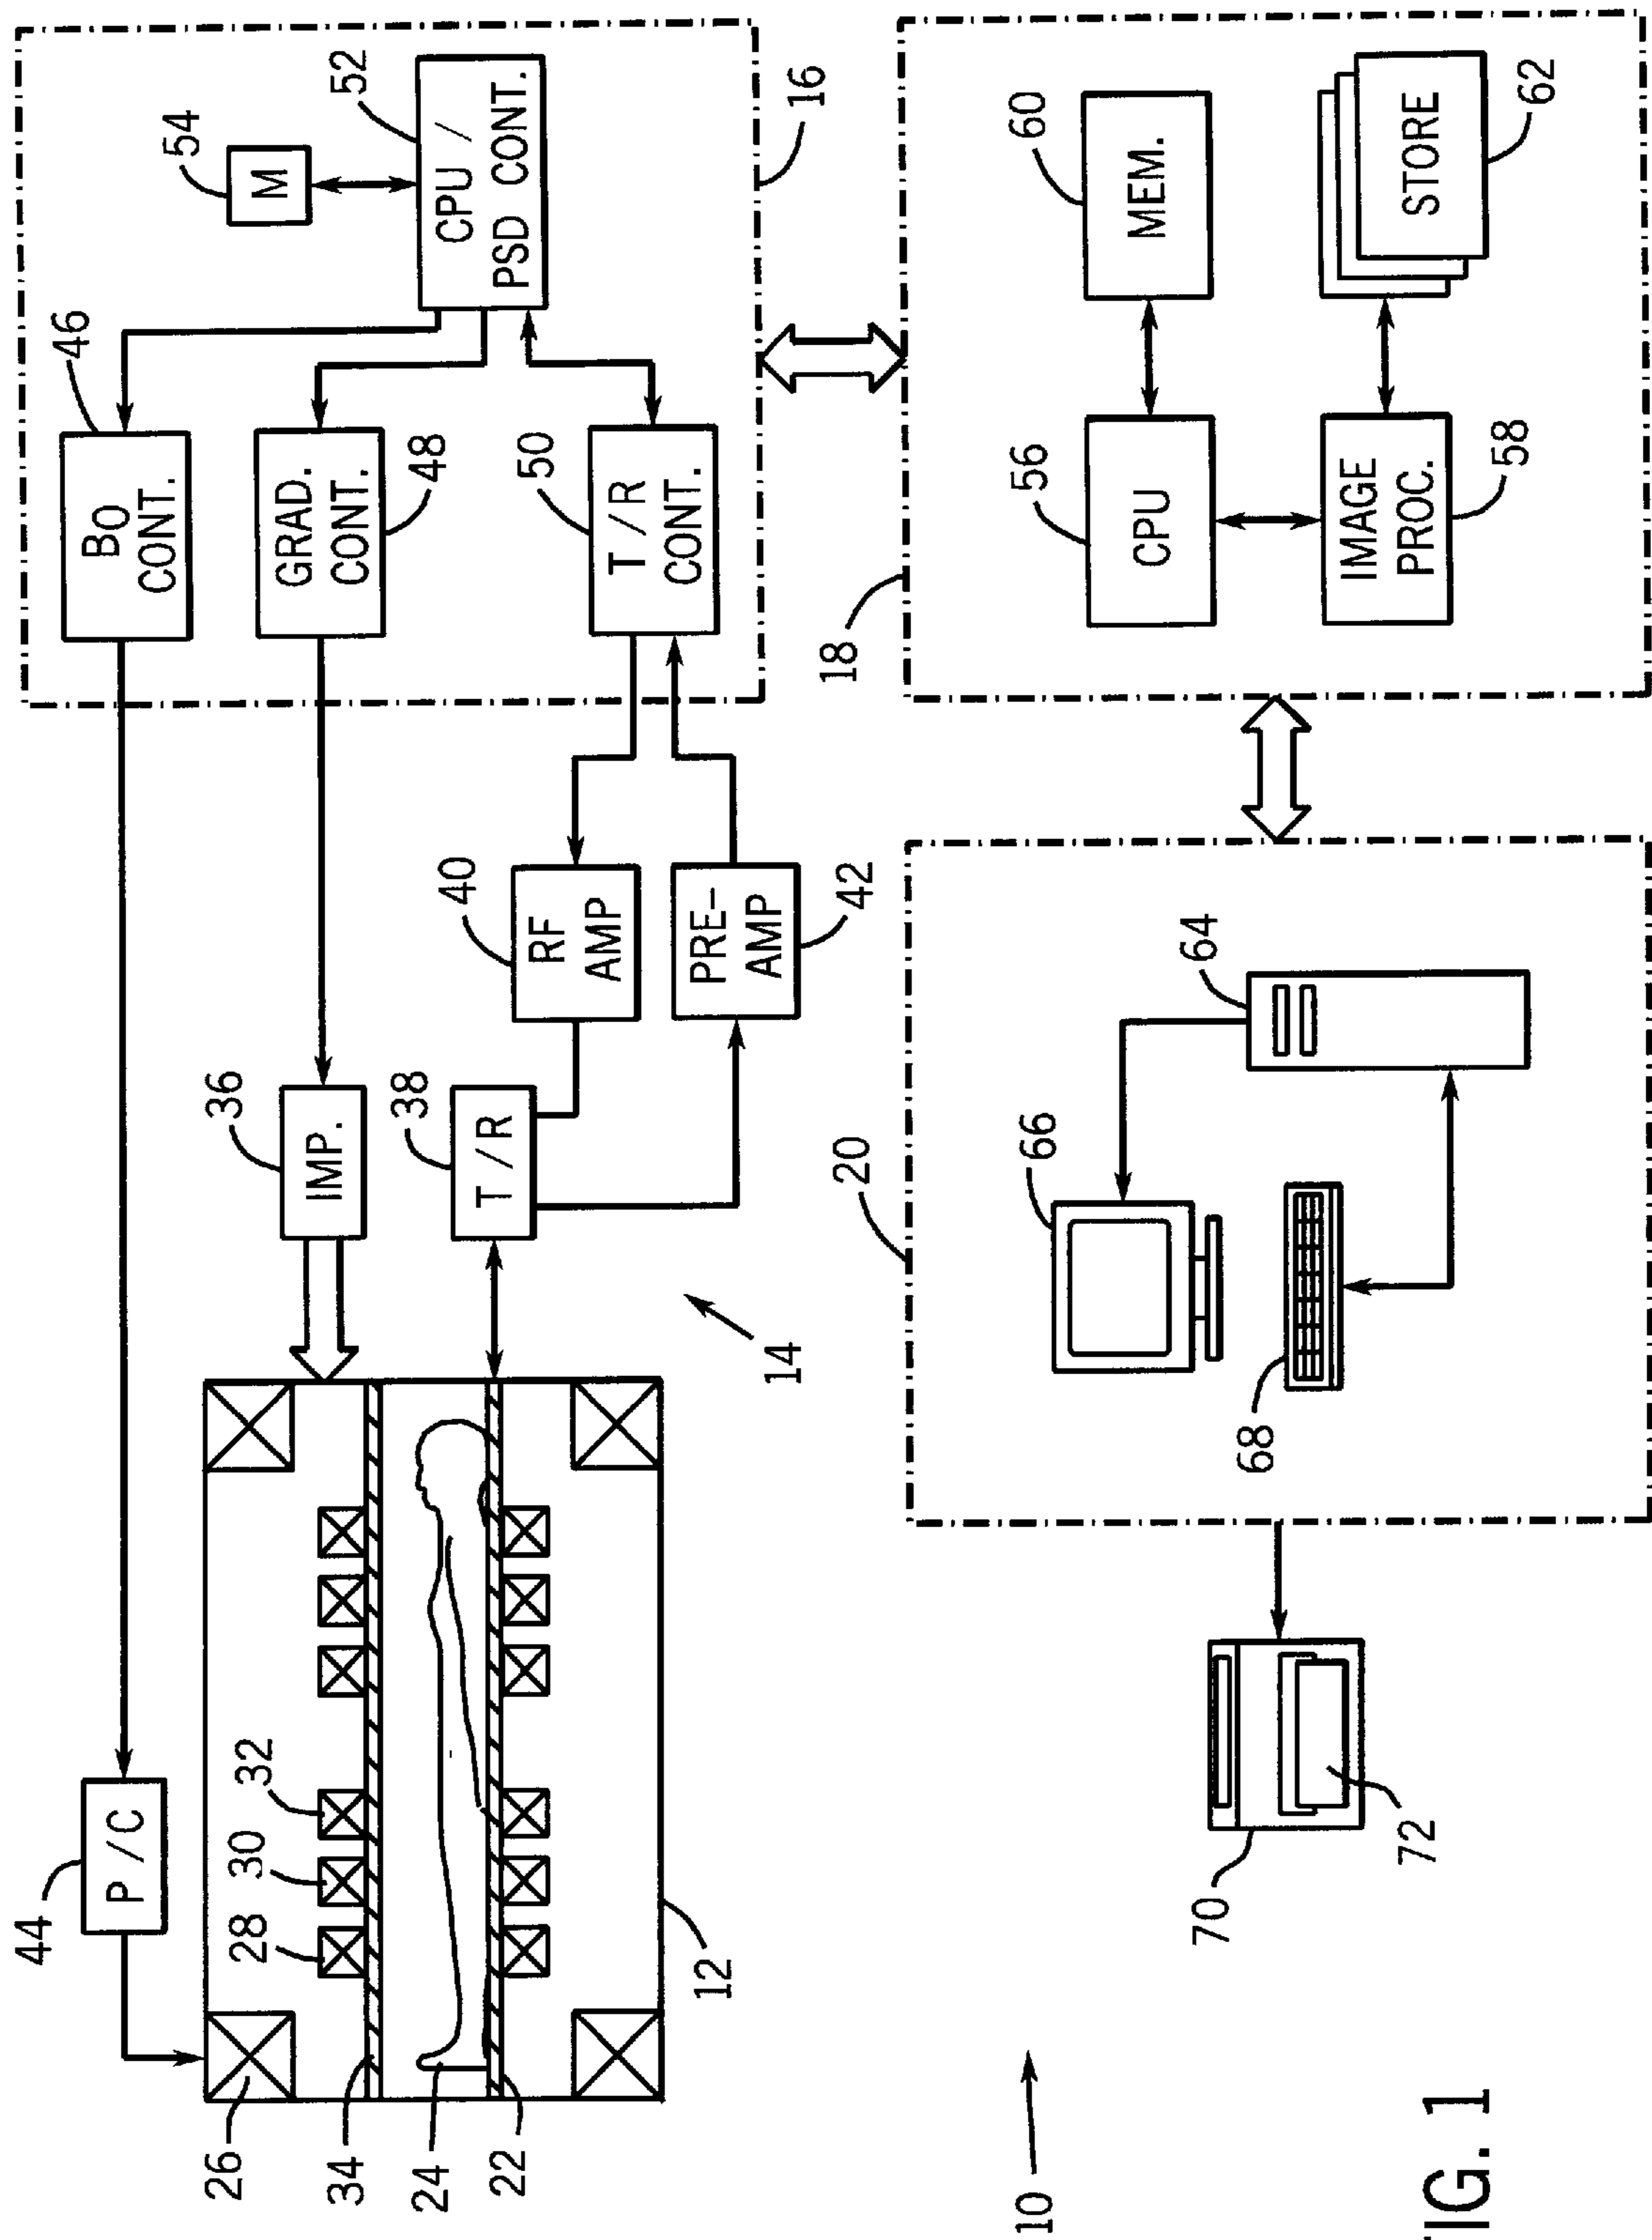 44
P/C
46
B0
CONT.
54
M
52
CPU /
PSD CONT.
26
28
30
32
36
IMP.
GRAD.
CONT.
48
16
34
24
22
38
T/R
40
RF
AMP
50
T/R
CONT.
12
14
PRE-
AMP
42
10
20
18
66
64
56
CPU
60
MEM.
70
72
68
IMAGE
PROC.
58
STORE
62
FIG. 1